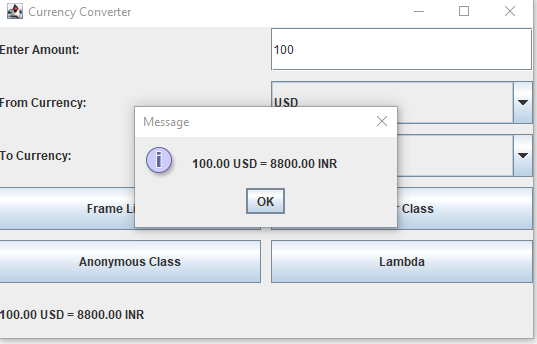 Currency Converter
Enter Amount:
100
From Currency:
USD
Message
100.00 USD = 8800.00 INR
OK
To Currency:
Frame Li
Class
Anonymous Class
Lambda
100.00 USD = 8800.00 INR